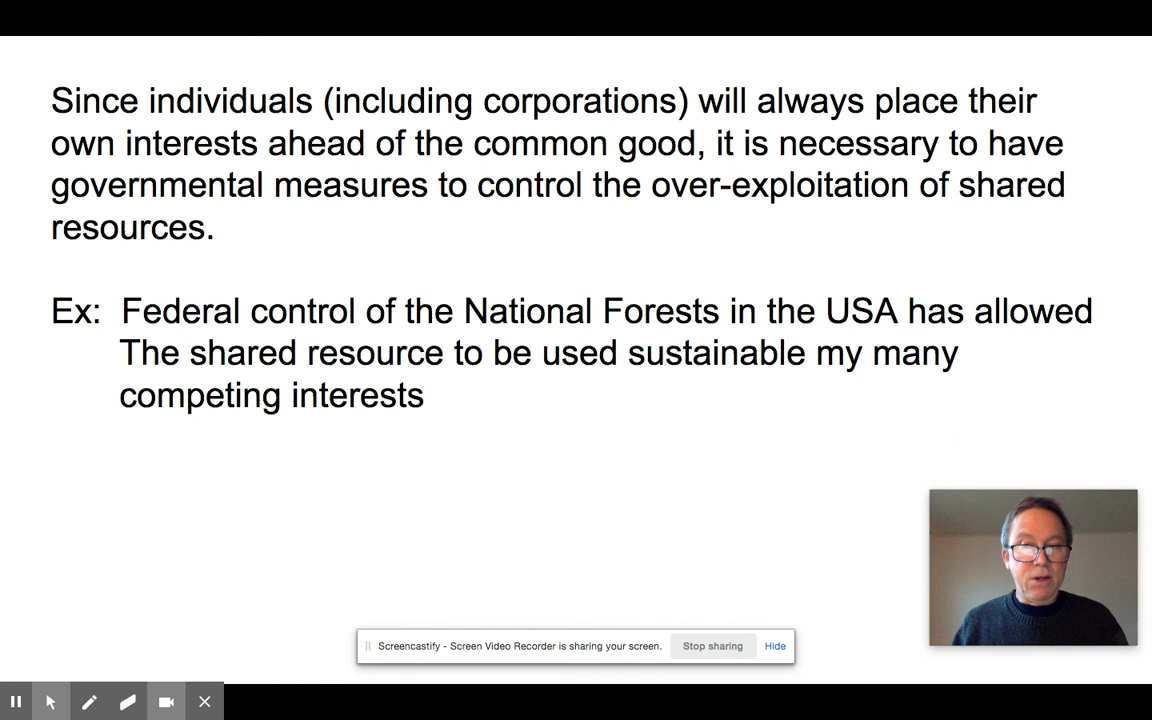 Since individuals (including corporations) will always place their
own interests ahead of the common good, it is necessary to have
governmental measures to control the over-exploitation of shared
resources.
Ex: Federal control of the National Forests in the USA has allowed
The shared resource to be used sustainable my many
competing interests
Screencastify - Screen Video Recorder is sharing your screen.
Stop sharing
Hide